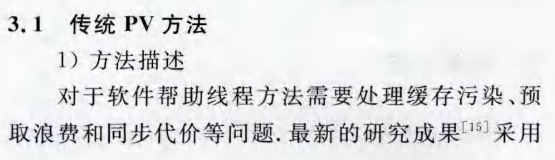 3.1 传统 PV 方法
1) 方法描述
对于软件帮助线程方法需要处理缓存污染、预
取浪费和同步代价等问题.最新的研究成果[15]采用